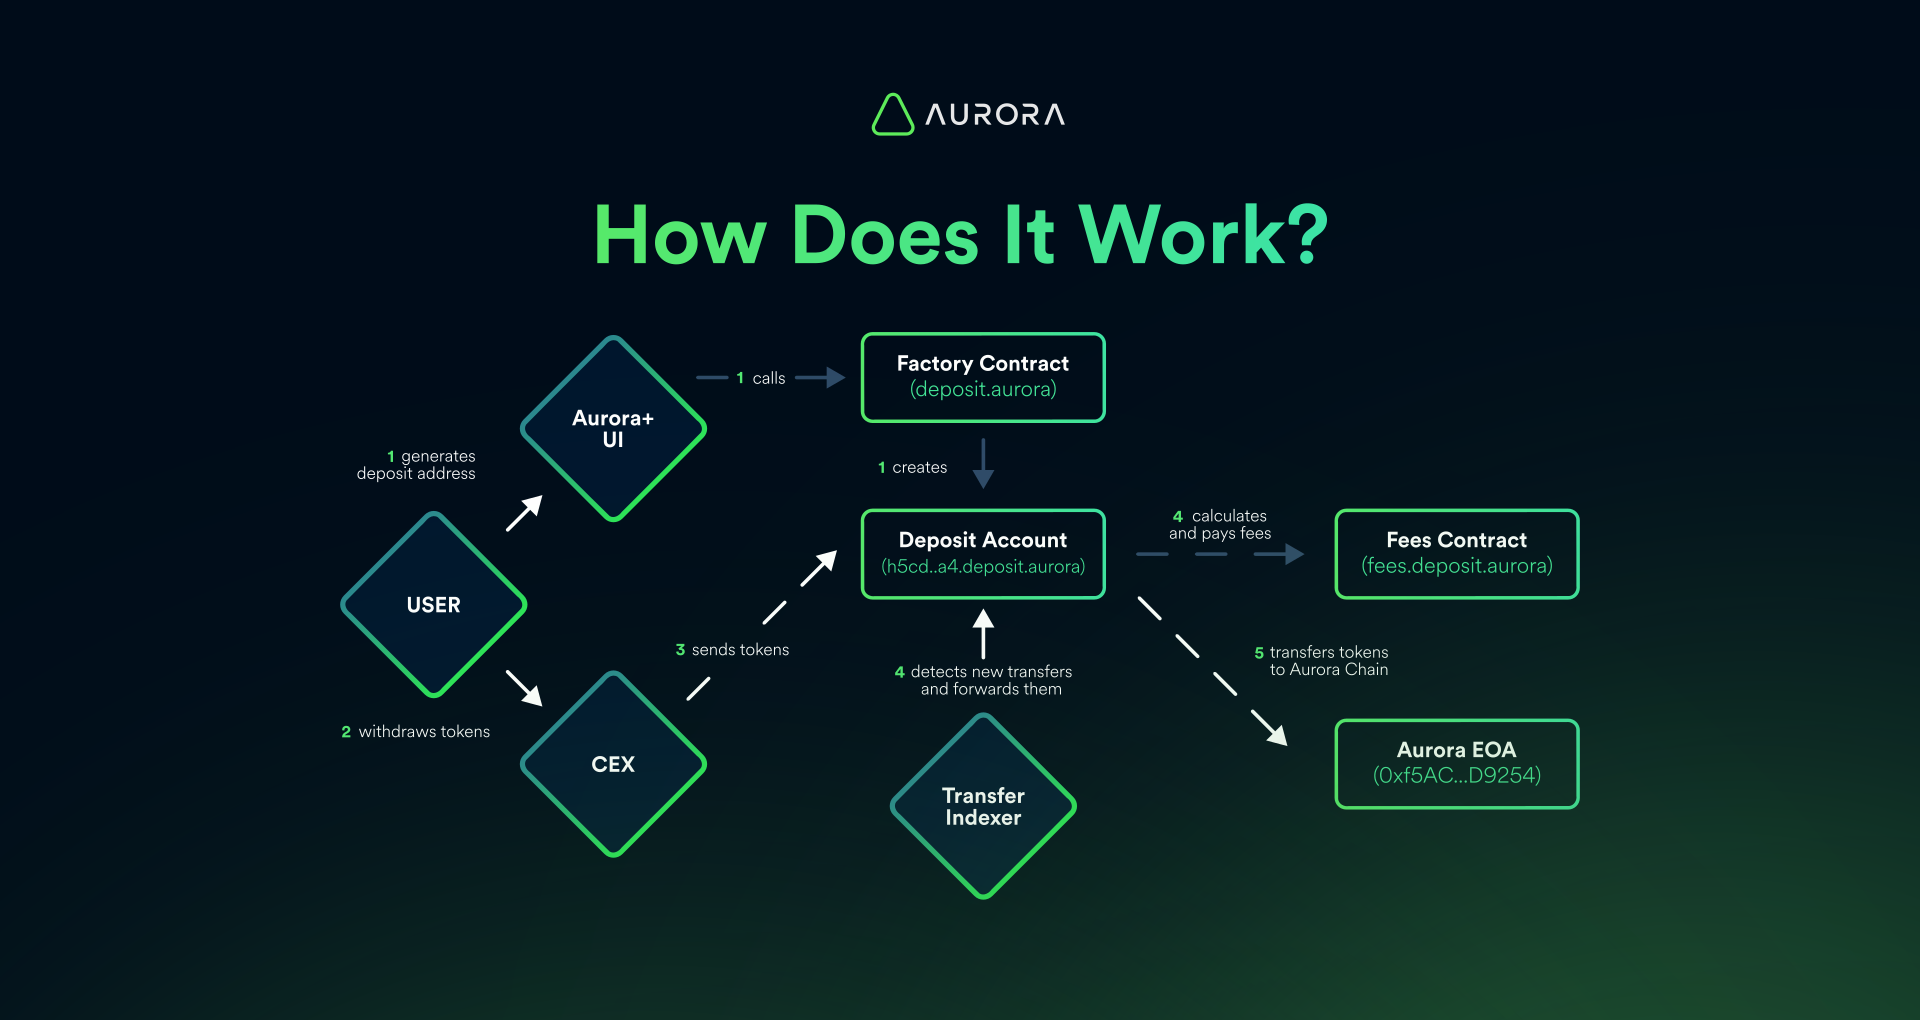 AURORA
How Does It Work?
Aurora+
UI
1 calls
Factory Contract
(deposit.aurora)
1 generates
deposit address
1 creates
USER
Deposit Account
(h5cd..a4.deposit.aurora)
4 calculates
and pays fees
Fees Contract
(fees.deposit.aurora)
2 withdraws tokens
CEX
3 sends tokens
4 detects new transfers
and forwards them
Transfer
Indexer
5 transfers tokens
to Aurora Chain
Aurora EOA
(0xf5AC...D9254)